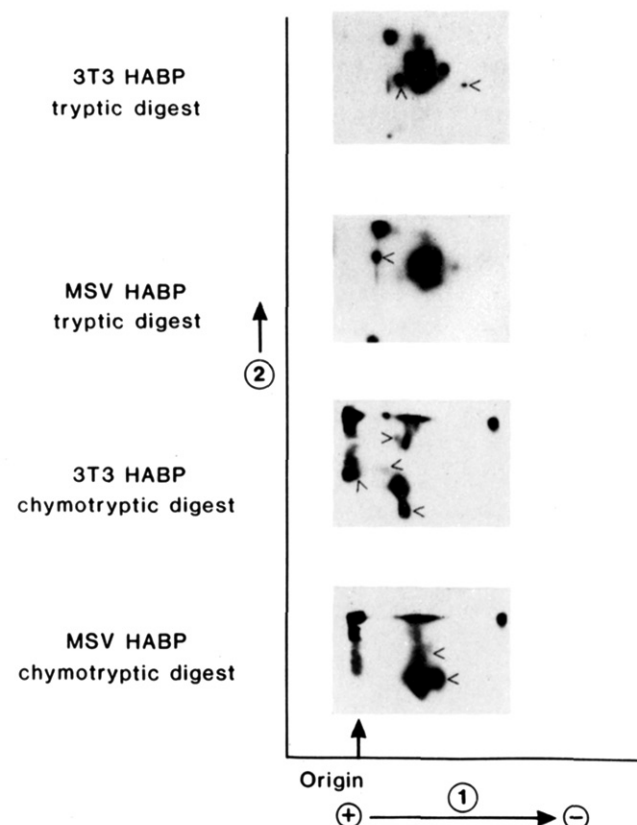 3T3 HABP
tryptic digest
MSV HABP
tryptic digest
2
3T3 HABP
chymotryptic digest
MSV HABP
chymotryptic digest
Origin
1
+
−